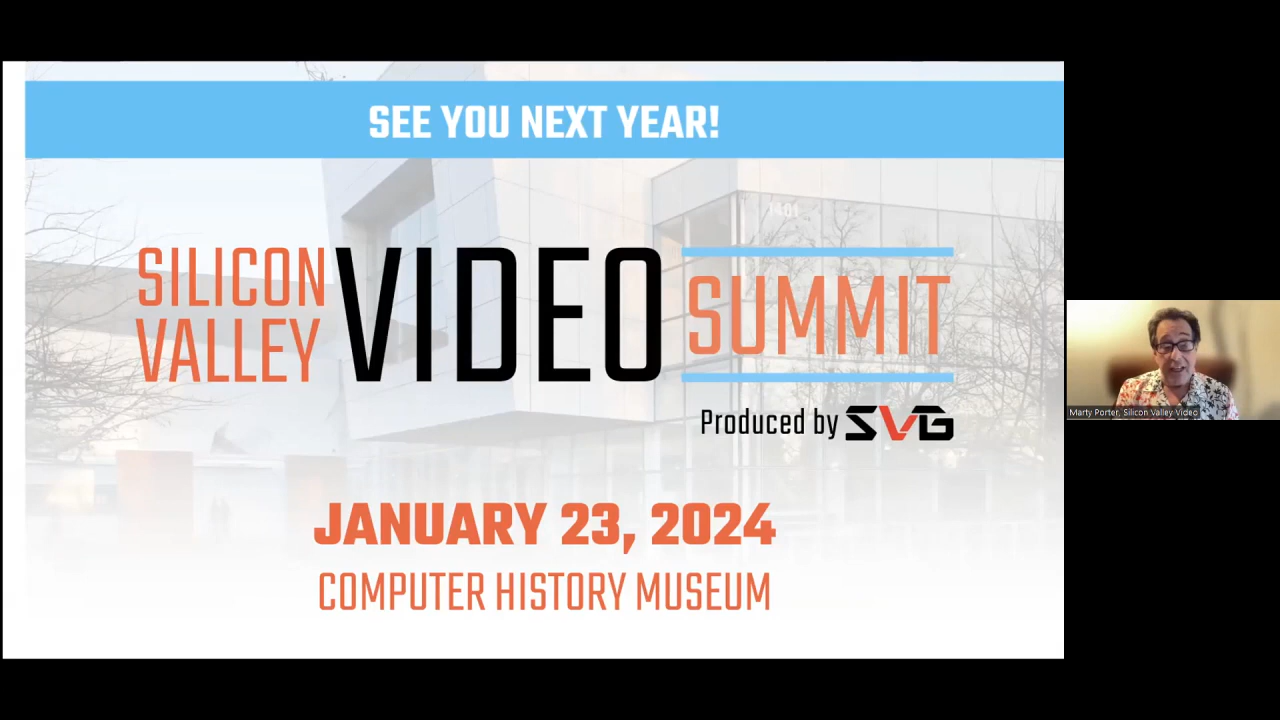 SEE YOU NEXT YEAR!
1401
SILICON
VALLEY
VIDEO
SUMMIT
Produced by SVG
JANUARY 23, 2024
COMPUTER HISTORY MUSEUM
Marty Porter, Silicon Valley Video